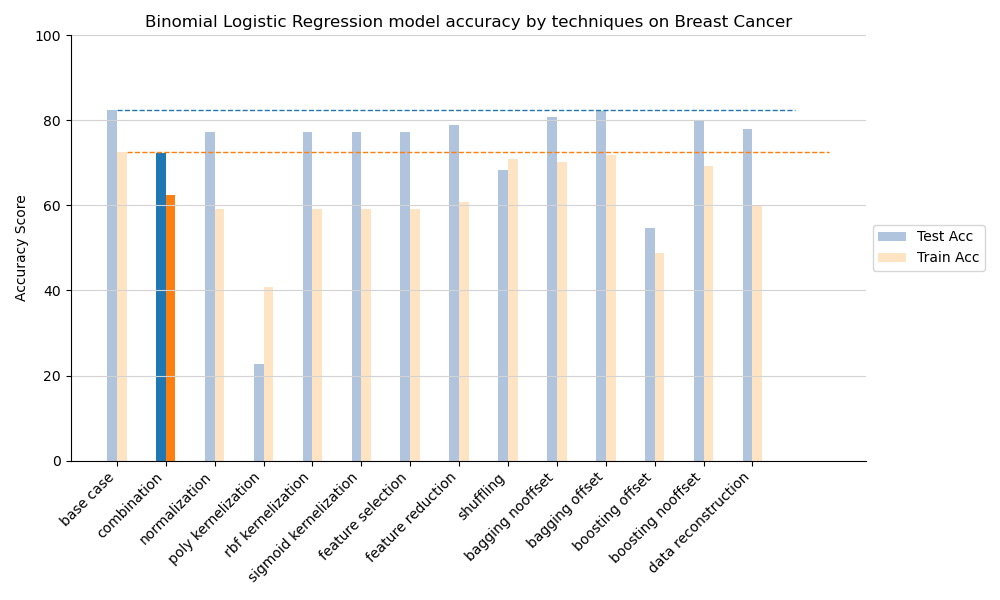 Binomial Logistic Regression model accuracy by techniques on Breast Cancer
100
80
60
40
20
0
Accuracy Score
Test Acc
Train Acc
base case
combination
normalization
poly kernelization
rbf kernelization
sigmoid kernelization
feature selection
feature reduction
shuffling
bagging nooffset
bagging offset
boosting offset
boosting nooffset
data reconstruction